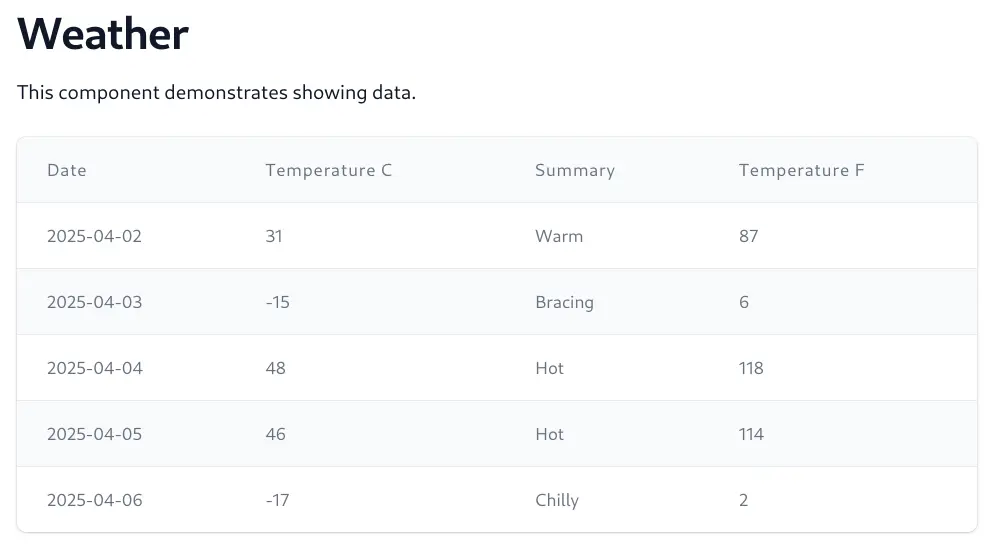 Weather
This component demonstrates showing data.
Date Temperature C Summary Temperature F
2025-04-02 31 Warm 87
2025-04-03 -15 Bracing 6
2025-04-04 48 Hot 118
2025-04-05 46 Hot 114
2025-04-06 -17 Chilly 2